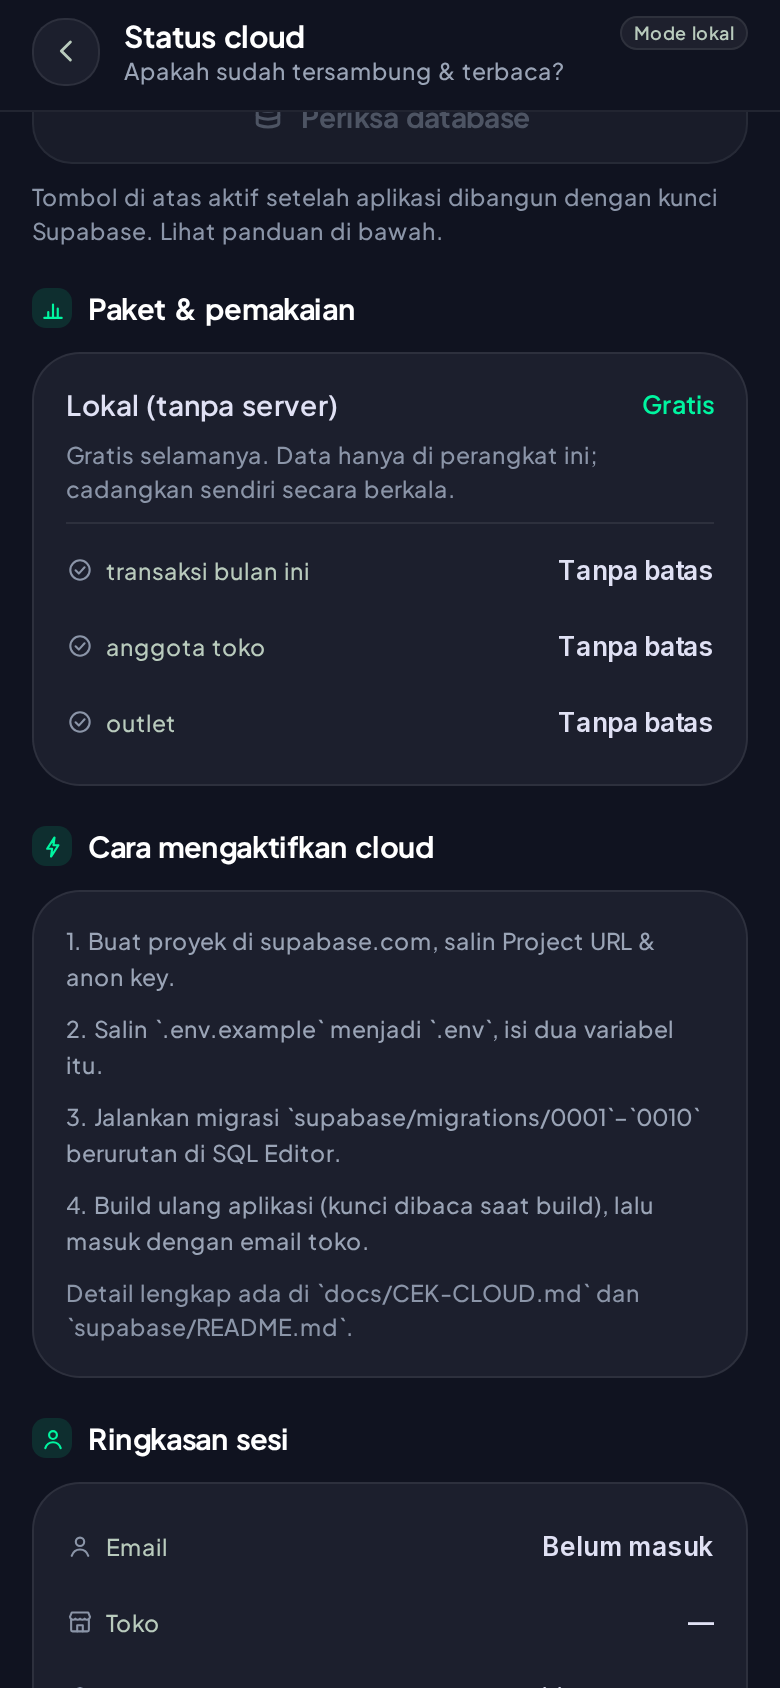 Status cloud
Apakah sudah tersambung & terbaca?
Mode lokal
Periksa database
Tombol di atas aktif setelah aplikasi dibangun dengan kunci
Supabase. Lihat panduan di bawah.
Paket & pemakaian
Lokal (tanpa server)
Gratis
Gratis selamanya. Data hanya di perangkat ini;
cadangkan sendiri secara berkala.
transaksi bulan ini
Tanpa batas
anggota toko
Tanpa batas
outlet
Tanpa batas
Cara mengaktifkan cloud
1. Buat proyek di supabase.com, salin Project URL &
anon key.
2. Salin `.env.example` menjadi `.env`, isi dua variabel
itu.
3. Jalankan migrasi `supabase/migrations/0001`–`0010`
berurutan di SQL Editor.
4. Build ulang aplikasi (kunci dibaca saat build), lalu
masuk dengan email toko.
Detail lengkap ada di `docs/CEK-CLOUD.md` dan
`supabase/README.md`.
Ringkasan sesi
Email
Belum masuk
Toko
—